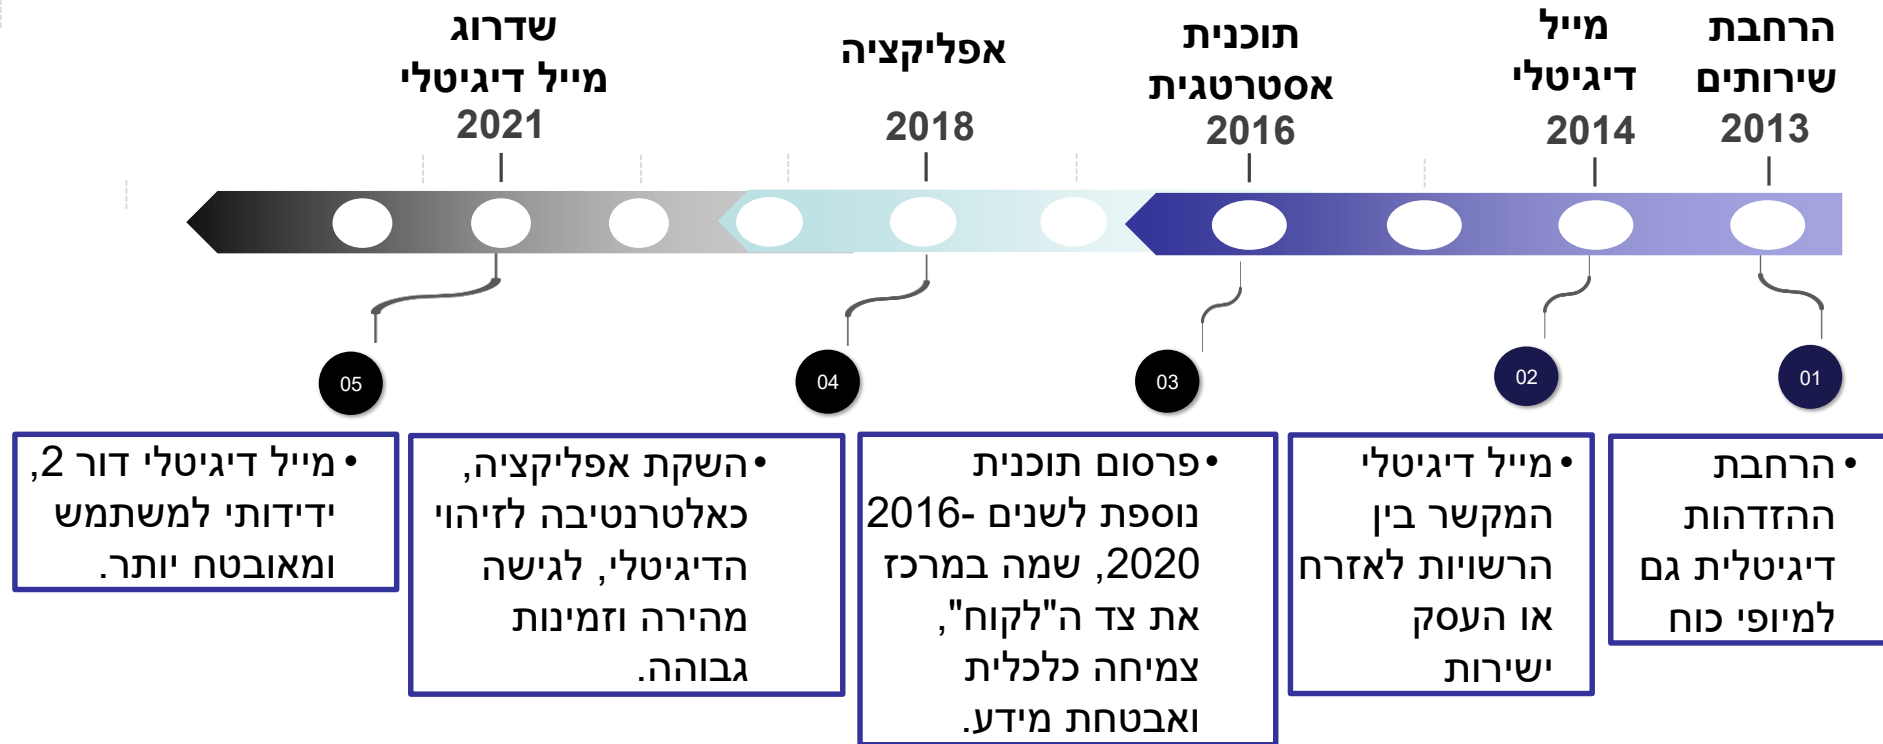 הרחבת
שירותים
2013
מייל
דיגיטלי
2014
תוכנית
אסטרטגית
2016
אפליקציה
2018
שדרוג
מייל דיגיטלי
2021
01
02
03
04
05
• הרחבת
ההזדהות
דיגיטלית גם
למיופי כוח
• מייל דיגיטלי
המקשר בין
הרשויות לאזרח
או העסק
ישירות
• פרסום תוכנית
נוספת לשנים 2016-
2020, שמה במרכז
את צד ה"לקוח",
צמיחה כלכלית
ואבטחת מידע.
• השקת אפליקציה,
כאלטרנטיבה לזיהוי
הדיגיטלי, לגישה
מהירה וזמינות
גבוהה.
• מייל דיגיטלי דור 2,
ידידותי למשתמש
ומאובטח יותר.